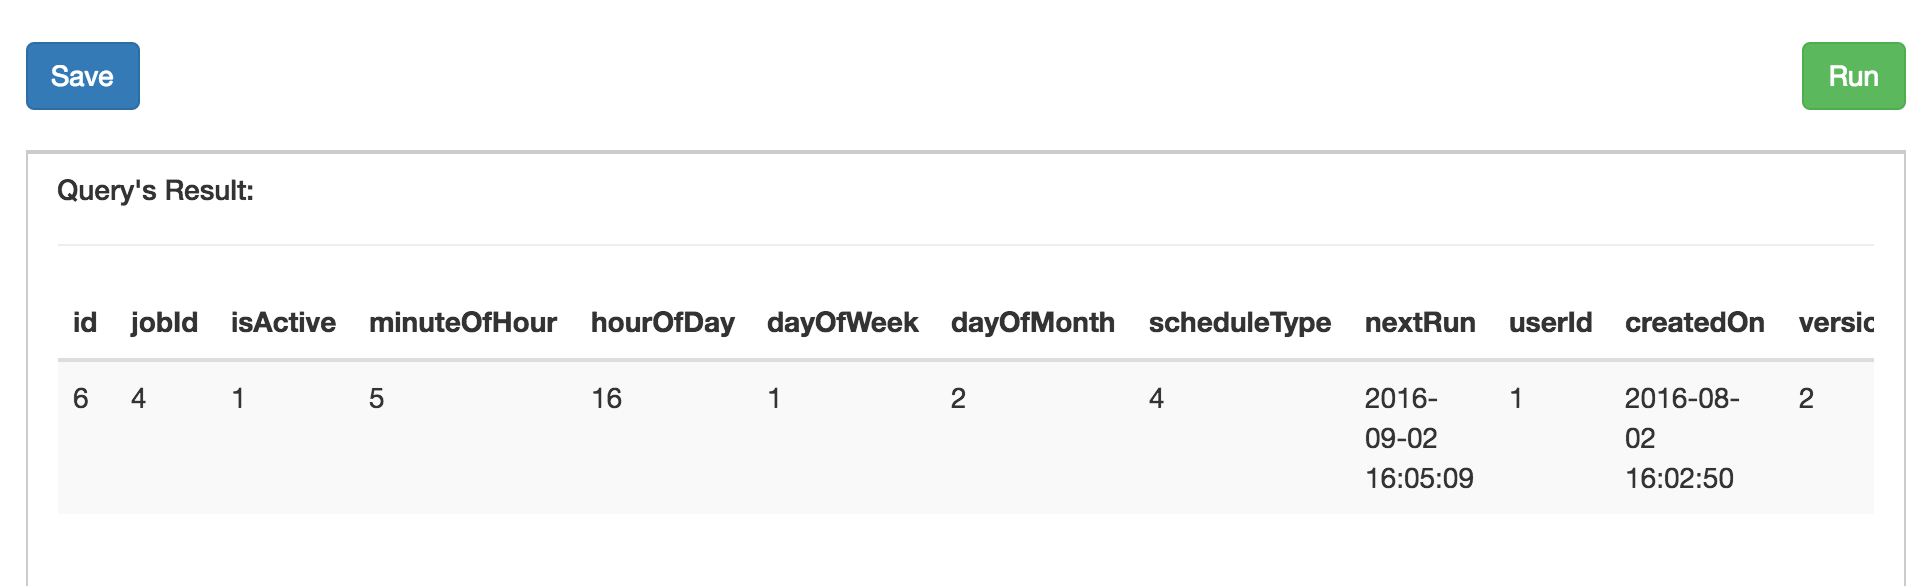 Save
Run
Query's Result:
id jobId isActive minuteOfHour hourOfDay dayOfWeek dayOfMonth scheduleType nextRun userId createdOn versic
6 4 1 5 16 1 2 4 2016- 1 2016-08- 2
09-02 02
16:05:09 16:02:50